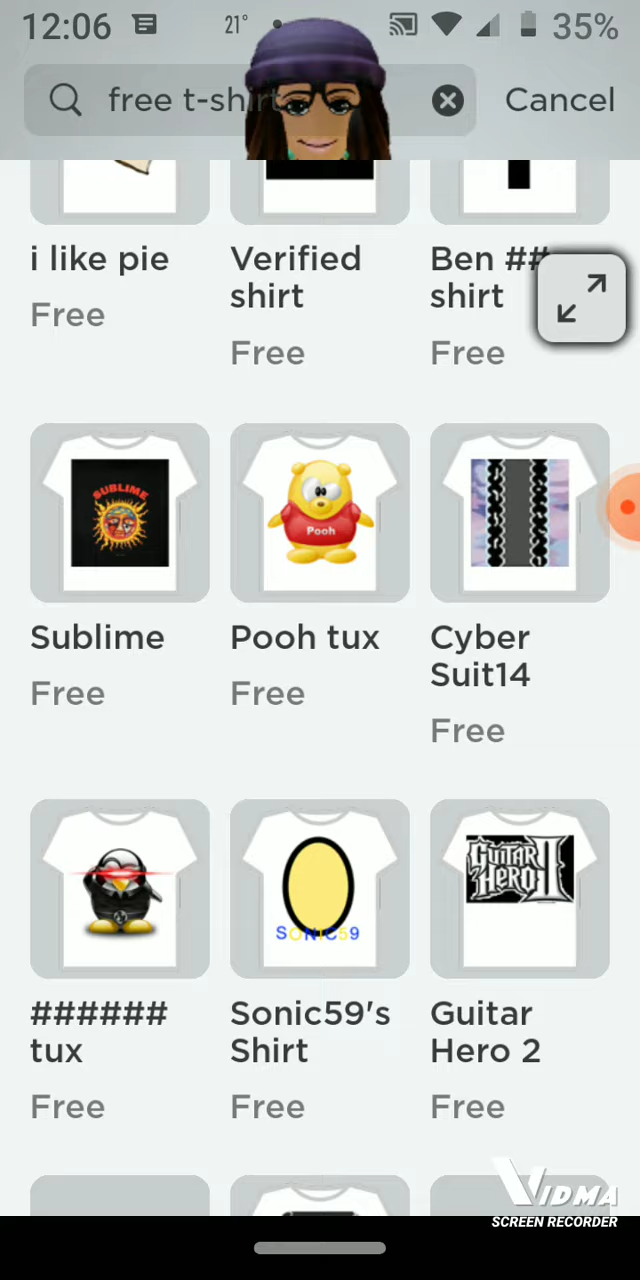 12:06 21° 35%
free t-shirt Cancel
i like pie
Free
Verified
shirt
Free
Ben ##
shirt
Free
SUBLIME
Pooh
Sublime
Free
Pooh tux
Free
Cyber
Suit14
Free
SONIC59
GUITAR
HERO II
######
tux
Free
Sonic59's
Shirt
Free
Guitar
Hero 2
Free
VIDMA
SCREEN RECORDER